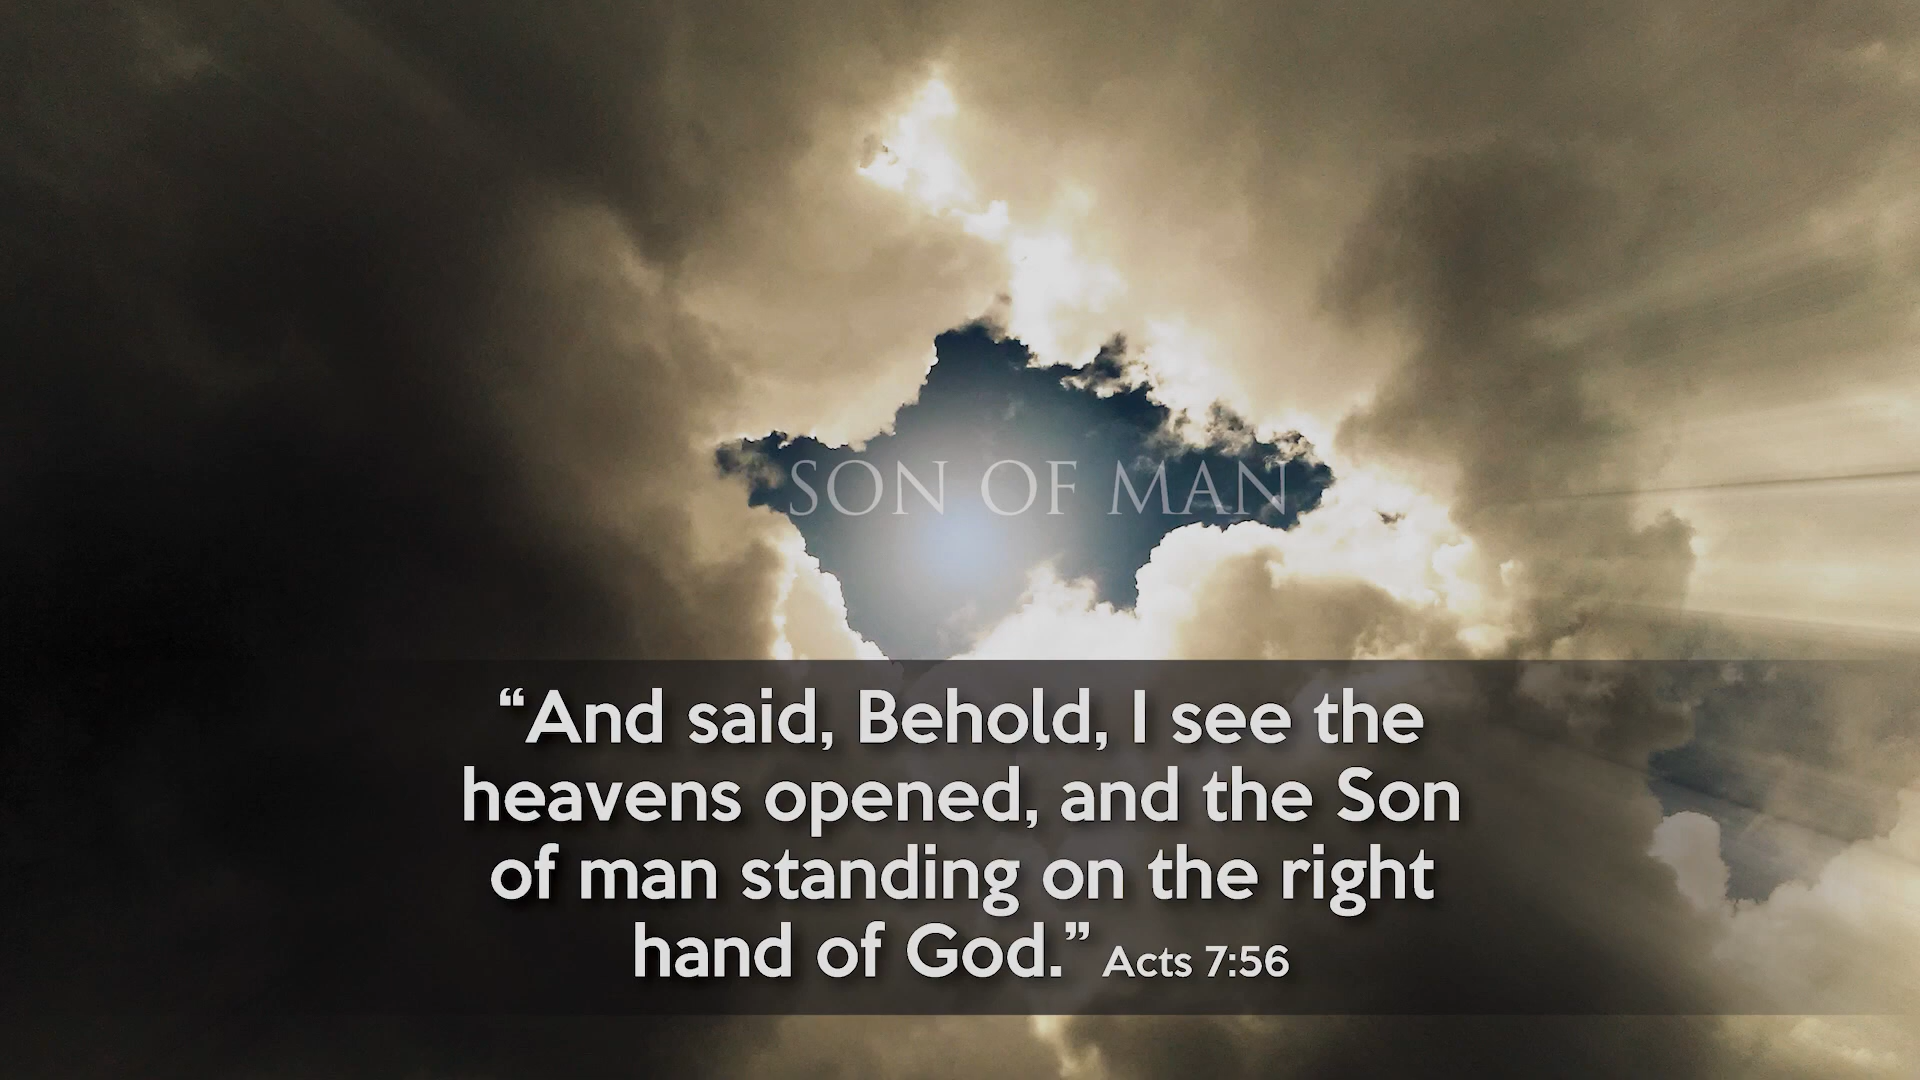 SON OF MAN
“And said, Behold, I see the
heavens opened, and the Son
of man standing on the right
hand of God.” Acts 7:56